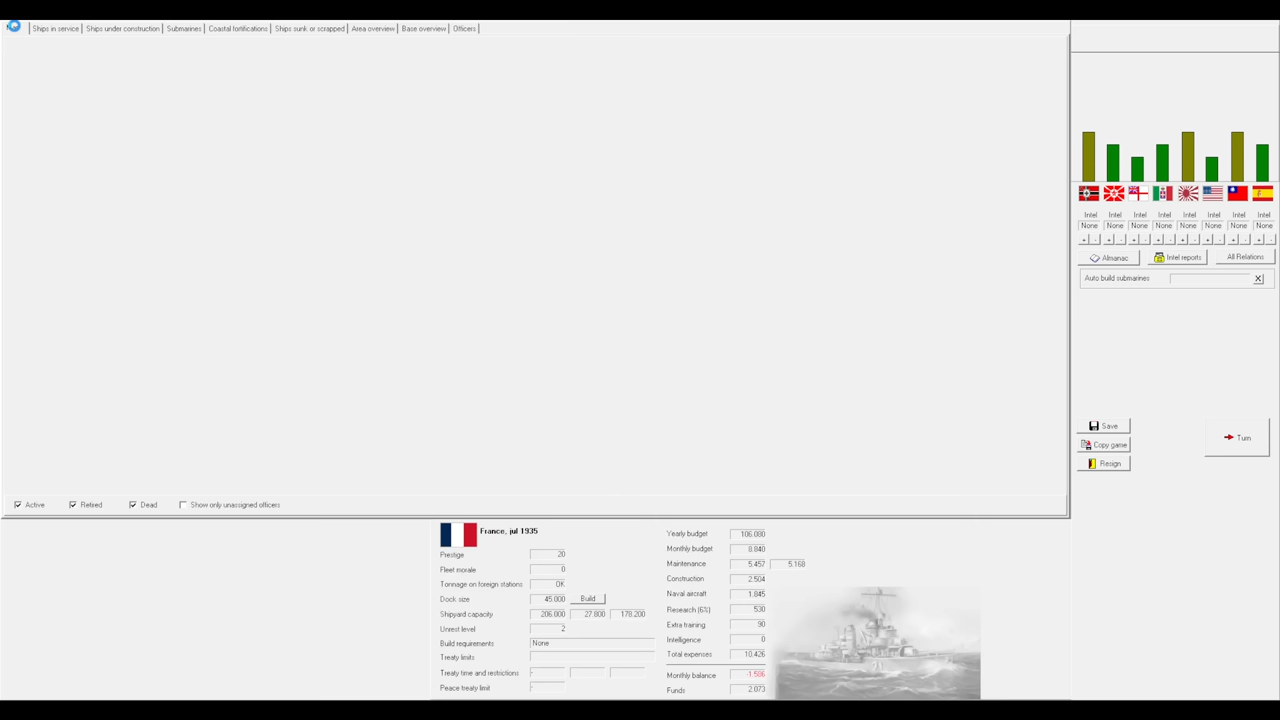 Ships in service
Ships under construction
Submarines
Coastal fortifications
Ships sunk or scrapped
Area overview
Base overview
Officers
Intel Intel Intel Intel Intel Intel Intel Intel
None None None None None None None None
+ - + - + - + - + - + - + - + -
Almanac
Intel reports
All Relations
Auto build submarines
X
Save
Copy game
Resign
Turn
Active
Retired
Dead
Show only unassigned officers
France, jul 1935
Prestige 20
Fleet morale 0
Tonnage on foreign stations OK
Dock size 45.000 Build
Shipyard capacity 206.000 27.800 178.200
Unrest level 2
Build requirements None
Treaty limits
Treaty time and restrictions -
Peace treaty limit -
Yearly budget 106.080
Monthly budget 8.840
Maintenance 5.457 5.168
Construction 2.504
Naval aircraft 1.845
Research (6%) 530
Extra training 90
Intelligence 0
Total expenses 10.426
Monthly balance -1.586
Funds 2.073